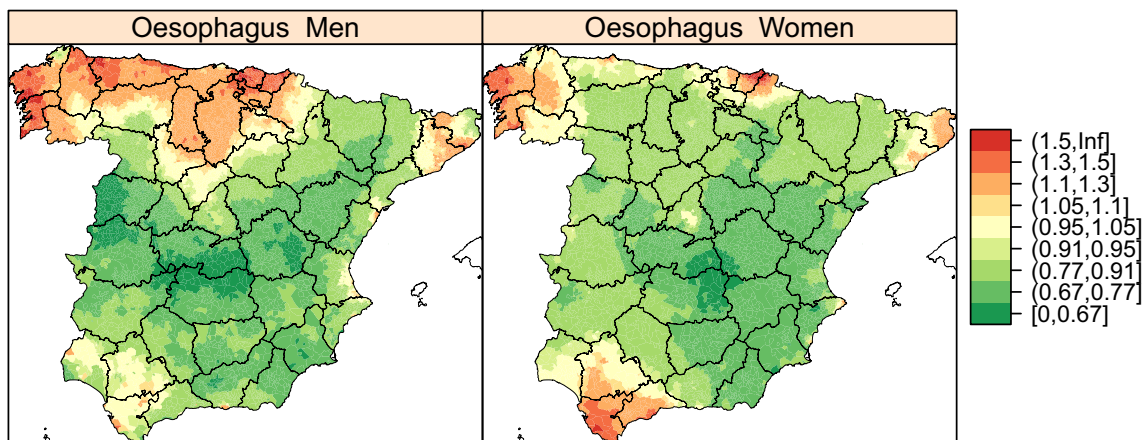 Oesophagus Men
Oesophagus Women
(1.5,Inf]
(1.3,1.5]
(1.1,1.3]
(1.05,1.1]
(0.95,1.05]
(0.91,0.95]
(0.77,0.91]
(0.67,0.77]
[0,0.67]